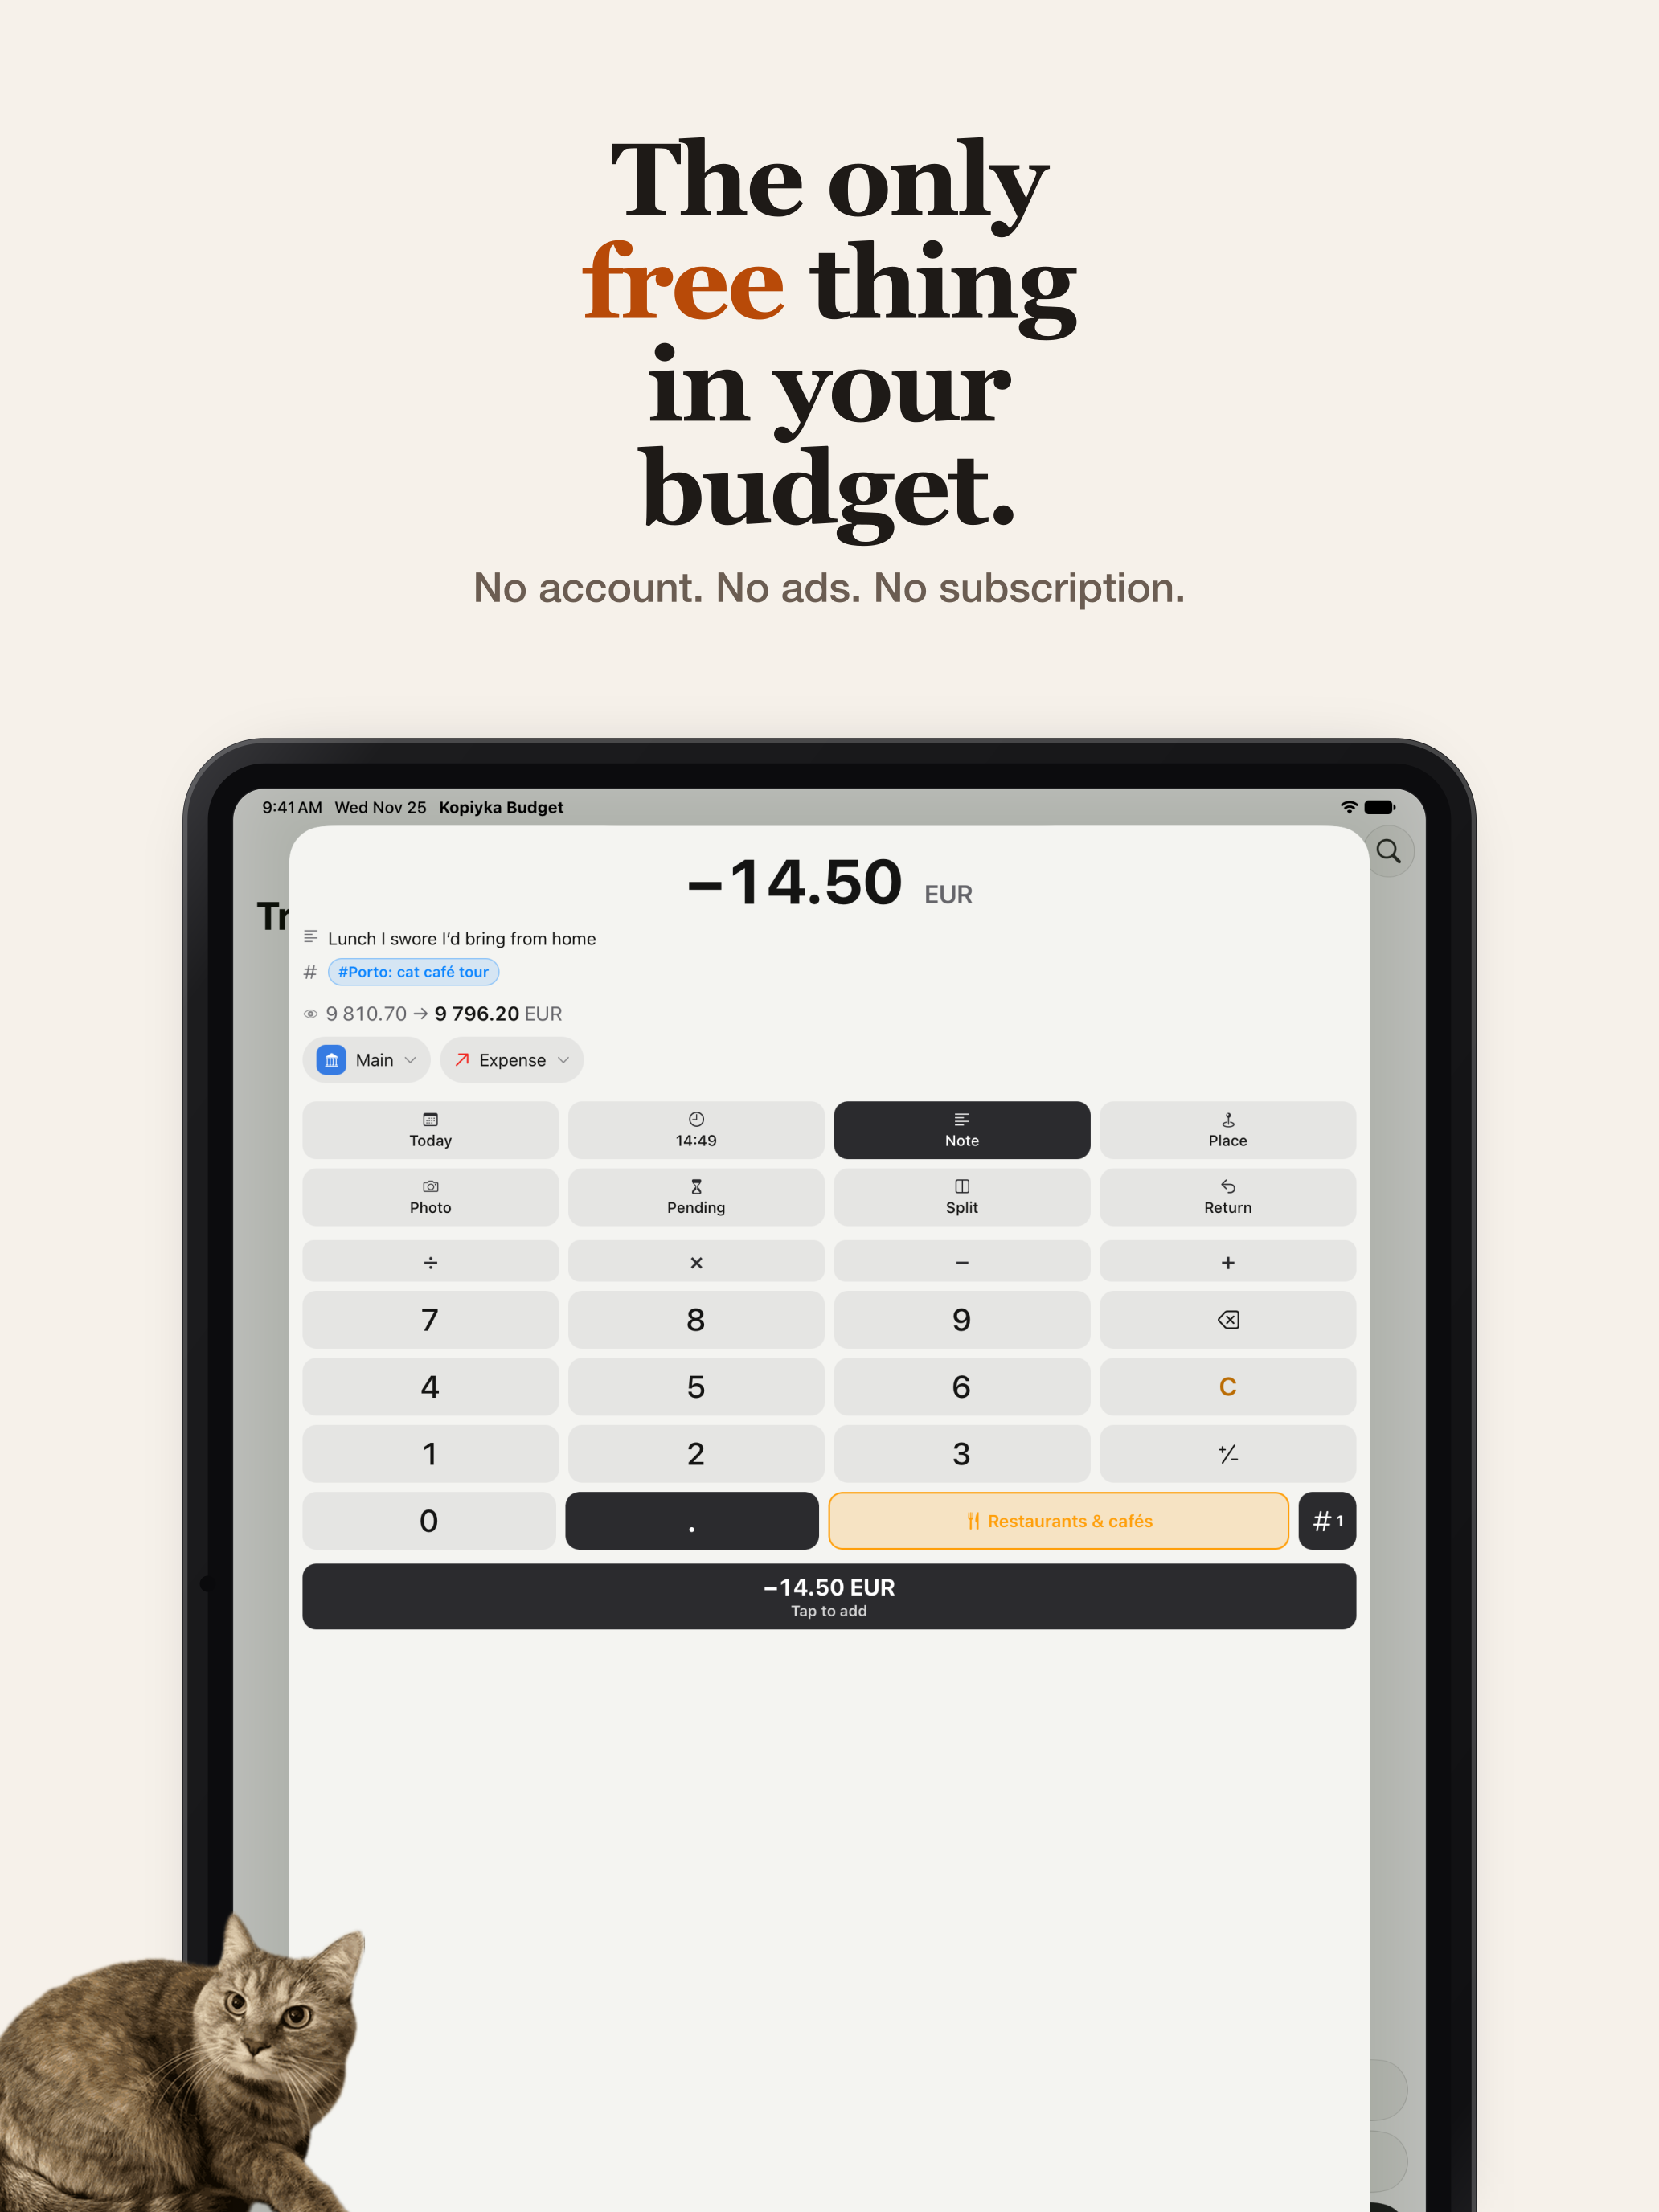 The only
free thing
in your
budget.
No account. No ads. No subscription.
9:41 AM Wed Nov 25 Kopiyka Budget
−14.50 EUR
Tr
Lunch I swore I’d bring from home
# #Porto: cat café tour
9 810.70 → 9 796.20 EUR
Main Expense
Today 14:49 Note Place
Photo Pending Split Return
÷ × − +
7 8 9
4 5 6 C
1 2 3 +/−
0 . Restaurants & cafés # 1
−14.50 EUR
Tap to add